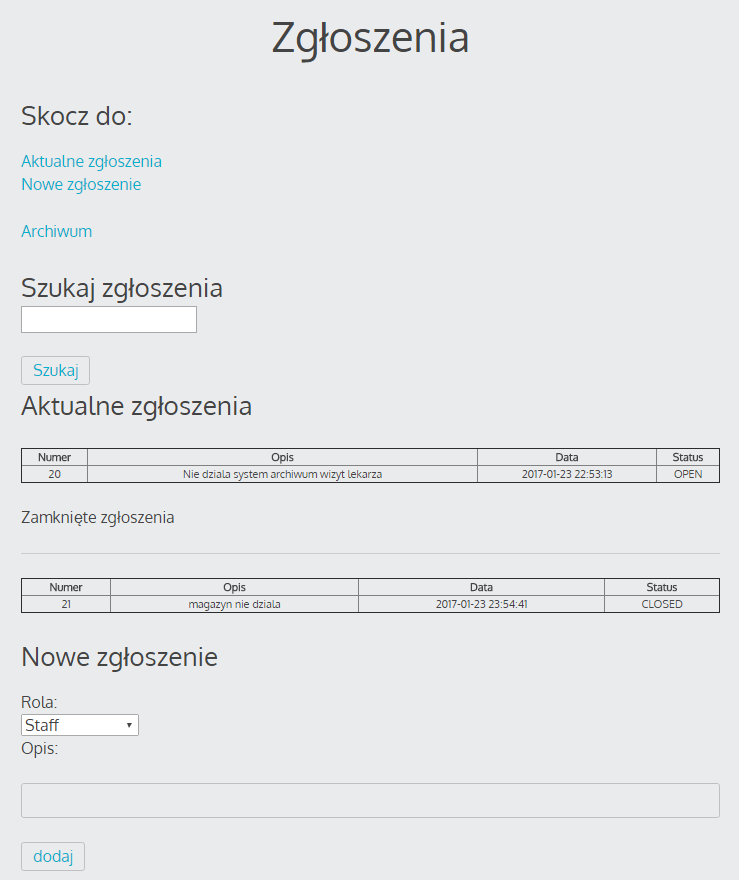 Zgłoszenia
Skocz do:
Aktualne zgłoszenia
Nowe zgłoszenie
Archiwum
Szukaj zgłoszenia
Szukaj
Aktualne zgłoszenia
Numer Opis Data Status
20 Nie dziala system archiwum wizyt lekarza 2017-01-23 22:53:13 OPEN
Zamknięte zgłoszenia
Numer Opis Data Status
21 magazyn nie dziala 2017-01-23 23:54:41 CLOSED
Nowe zgłoszenie
Rola:
Staff
Opis:
dodaj